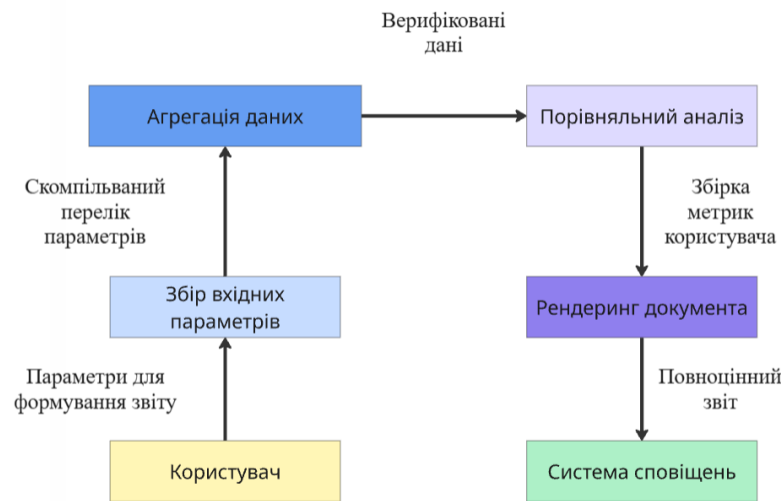 Верифіковані
дані
Агрегація даних
Порівняльний аналіз
Скомпільваний
перелік
параметрів
Збірка
метрик
користувача
Збір вхідних
параметрів
Рендеринг документа
Параметри для
формування звіту
Повноцінний
звіт
Користувач
Система сповіщень